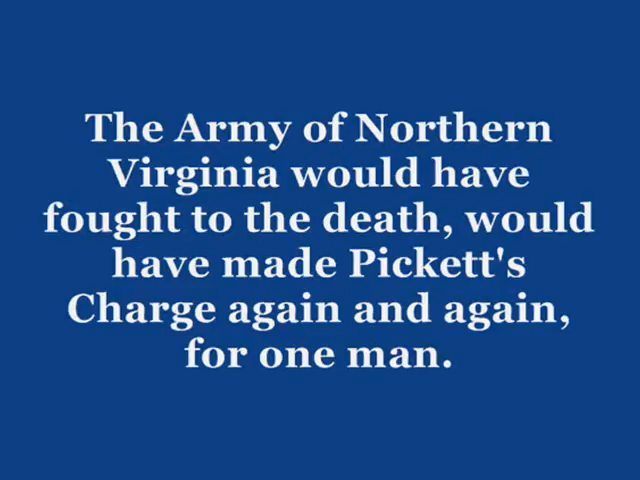 The Army of Northern
Virginia would have
fought to the death, would
have made Pickett's
Charge again and again,
for one man.